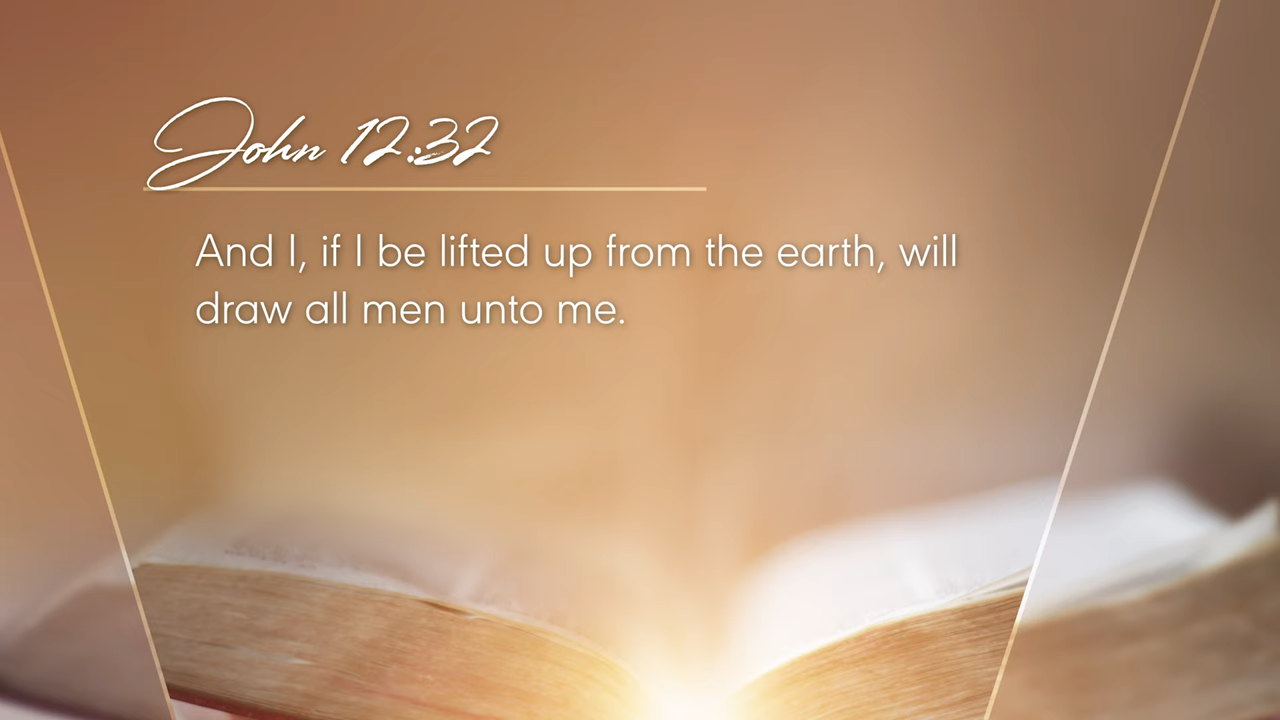 John 12:32
And I, if I be lifted up from the earth, will
draw all men unto me.